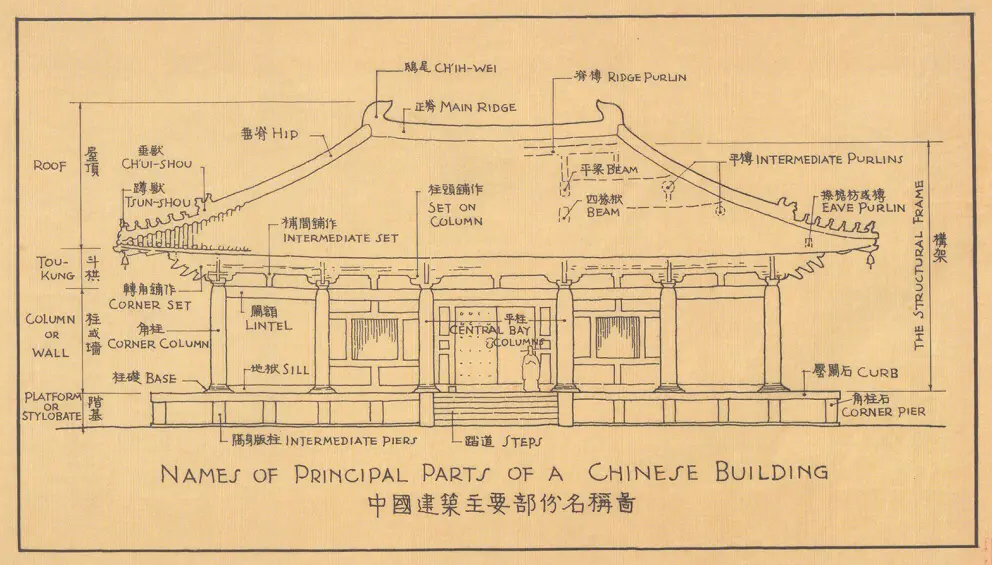 鴟尾 CH'IH-WEI
脊槫 RIDGE PURLIN
正脊 MAIN RIDGE
垂脊 HIP
屋頂
ROOF
垂獸
CH'UI-SHOU
蹲獸
TSUN-SHOU
柱頭鋪作
SET ON
COLUMN
補間鋪作
INTERMEDIATE SET
平梁 BEAM
四椽栿
BEAM
平槫 INTERMEDIATE PURLINS
撩檐枋或槫
EAVE PURLIN
THE STRUCTURAL FRAME
構架
TOU-
KUNG
斗栱
轉角鋪作
CORNER SET
闌額
LINTEL
COLUMN
OR
WALL
柱或墻
角柱
CORNER COLUMN
平柱
CENTRAL BAY
COLUMNS
柱礎 BASE
地栿 SILL
壓闌石 CURB
PLATFORM
OR
STYLOBATE
階基
角柱石
CORNER PIER
隔身版柱 INTERMEDIATE PIERS
踏道 STEPS
NAMES OF PRINCIPAL PARTS OF A CHINESE BUILDING
中國建築主要部份名稱圖